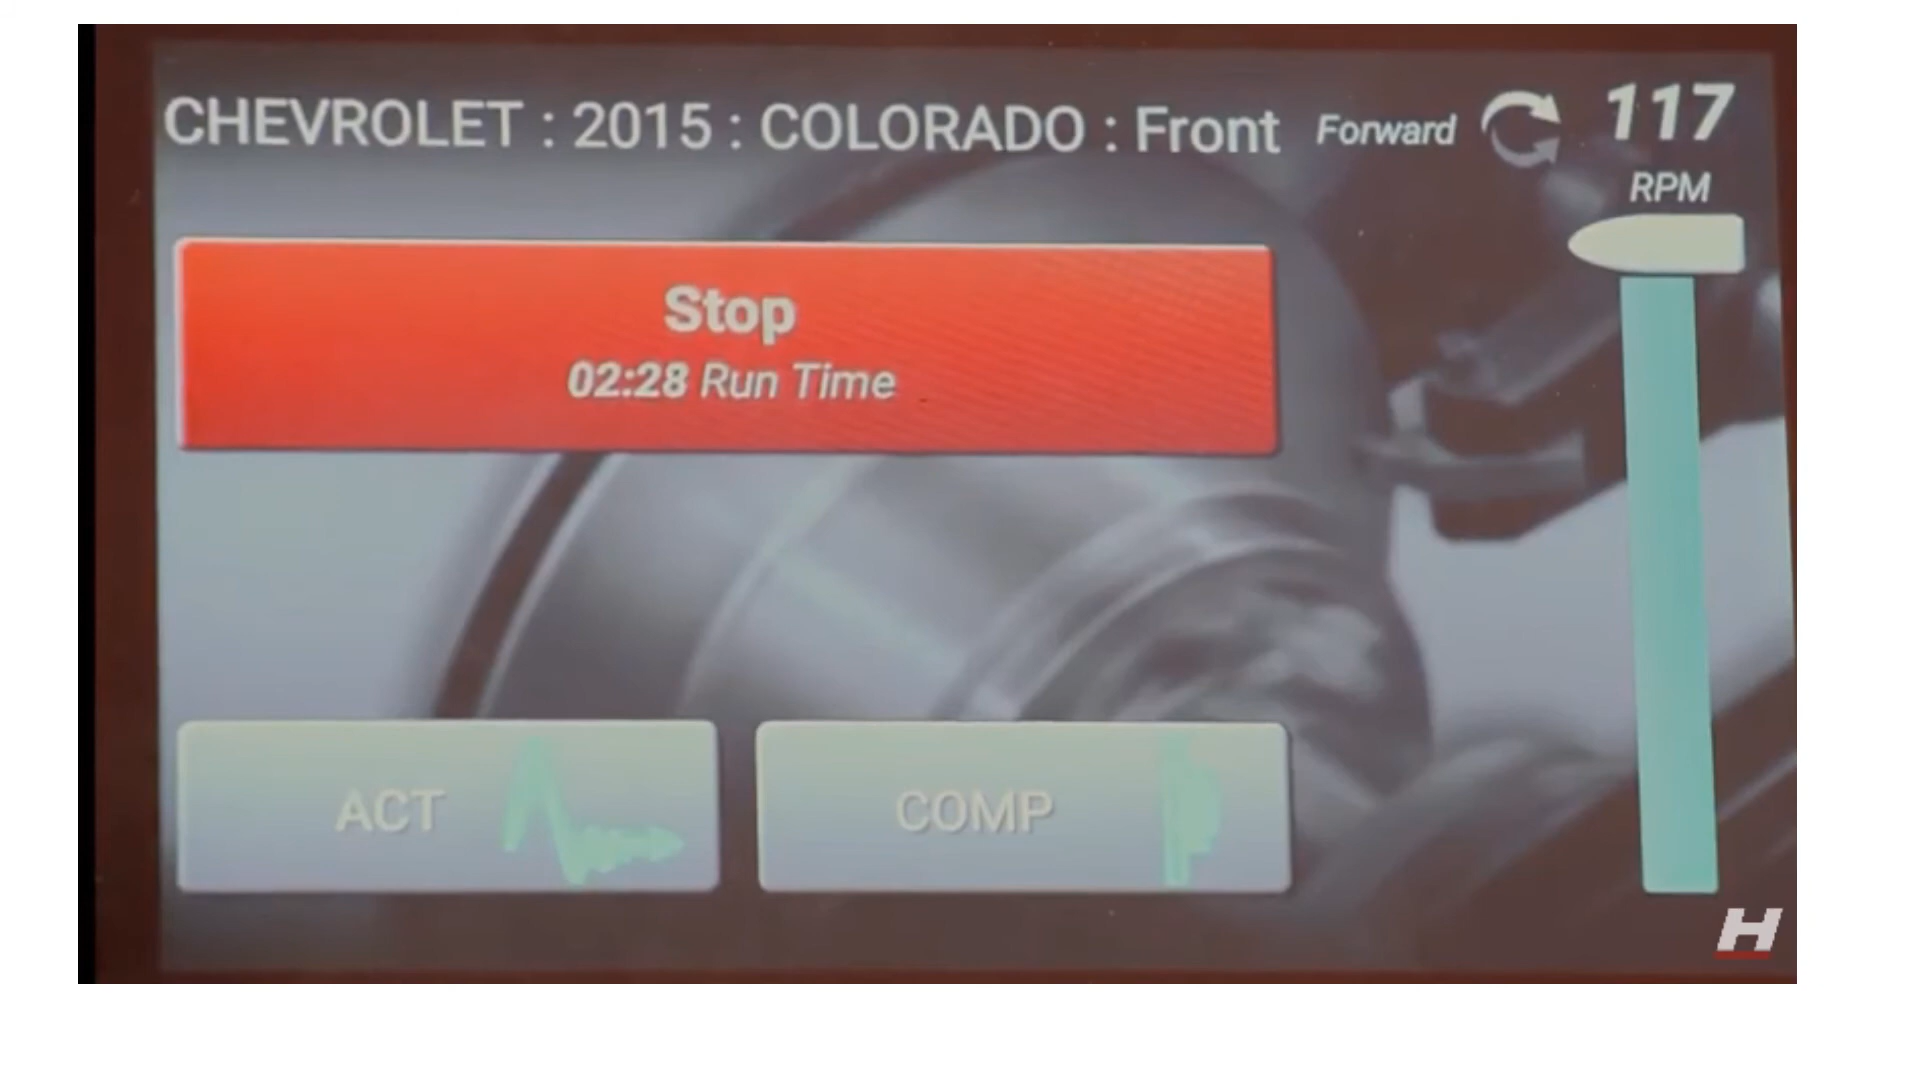 CHEVROLET : 2015 : COLORADO : Front Forward 117
RPM
Stop
02:28 Run Time
ACT COMP
H